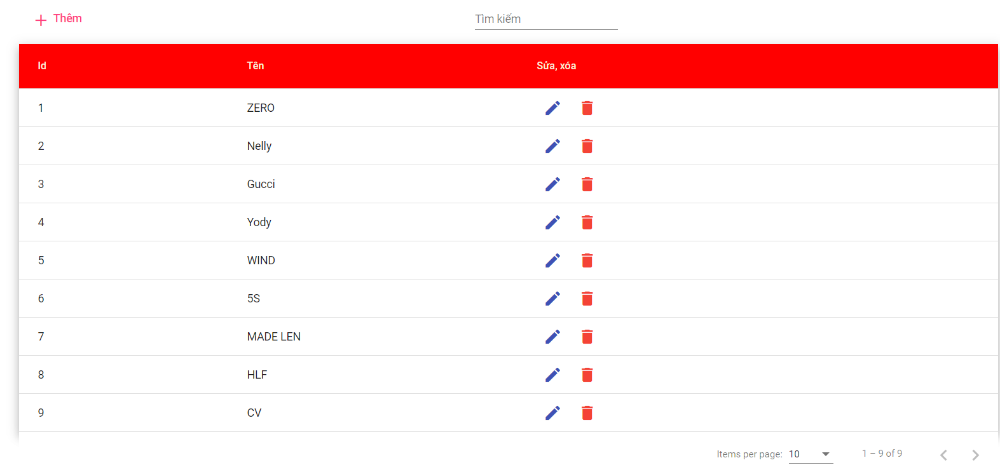 Thêm
Tìm kiếm
Id Tên Sửa, xóa
1 ZERO
2 Nelly
3 Gucci
4 Yody
5 WIND
6 5S
7 MADE LEN
8 HLF
9 CV
Items per page: 10 1 – 9 of 9